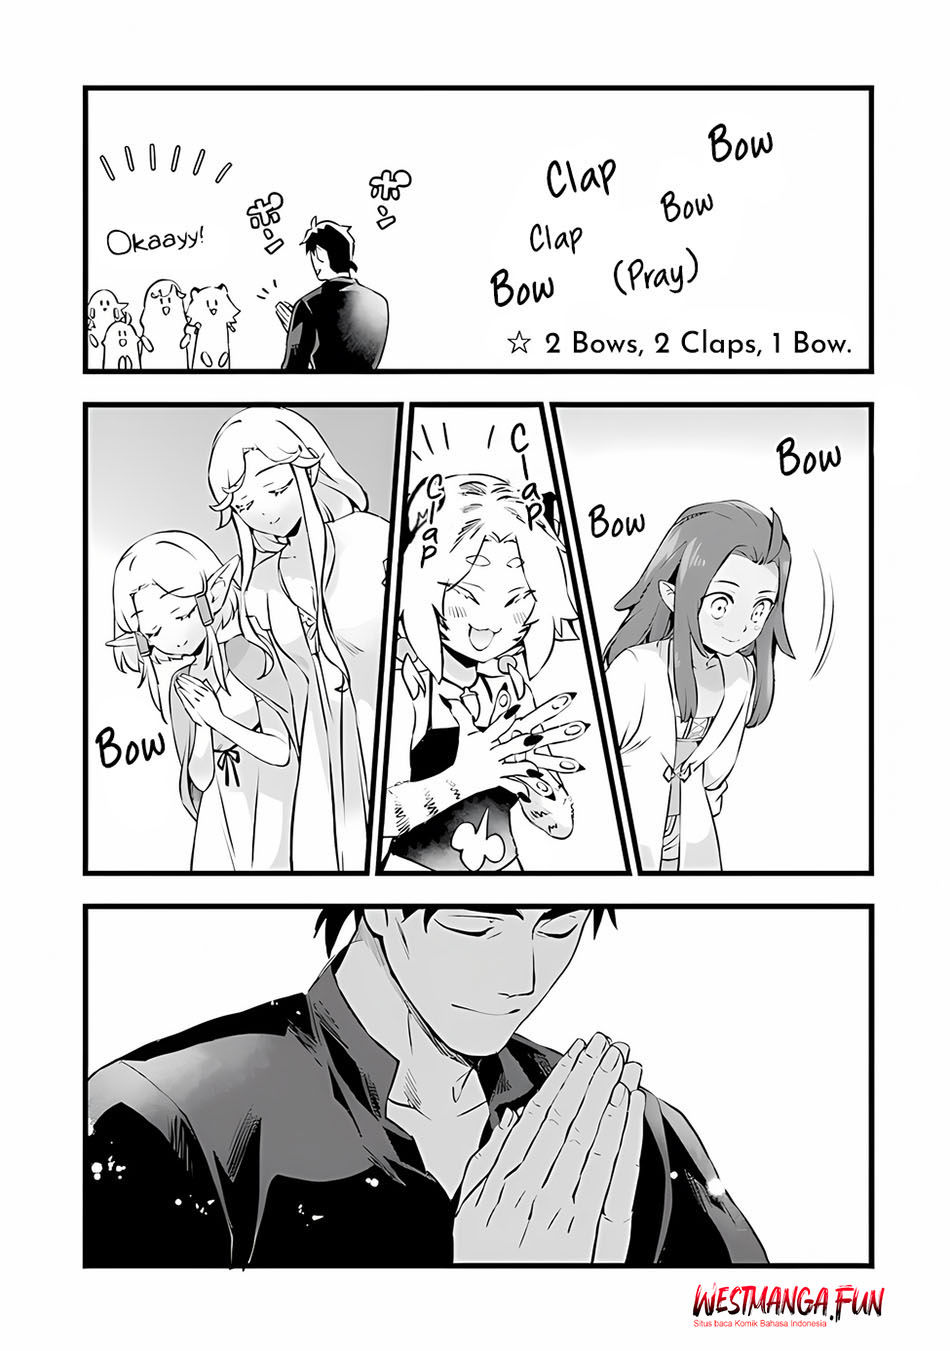 Okaayy!
ポン
ポン
Bow
Clap
Bow
Clap
Bow
(Pray)
☆ 2 Bows, 2 Claps, 1 Bow.
Bow
Clap
Clap
Bow
Bow
WESTMANGA.FUN
Situs baca Komik Bahasa Indonesia